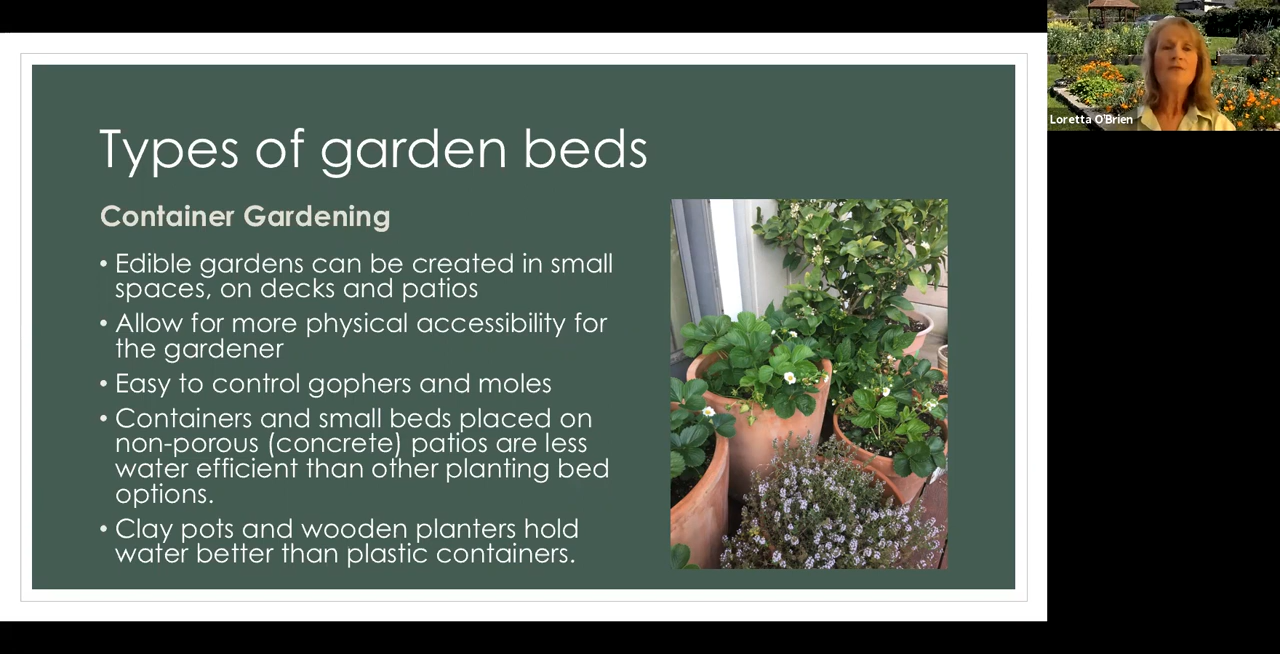 Types of garden beds
Container Gardening
• Edible gardens can be created in small
spaces, on decks and patios
• Allow for more physical accessibility for
the gardener
• Easy to control gophers and moles
• Containers and small beds placed on
non-porous (concrete) patios are less
water efficient than other planting bed
options.
• Clay pots and wooden planters hold
water better than plastic containers.
Loretta O'Brien